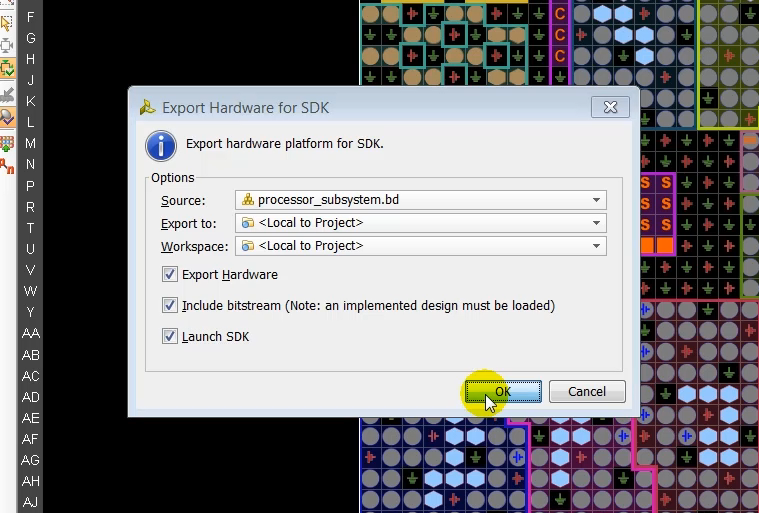 F
G
H
J
K
L
M
N
P
R
T
U
V
W
Y
AA
AB
AC
AD
AE
AF
AG
AH
AJ
C
C
C
Export Hardware for SDK
Export hardware platform for SDK.
Options
Source: processor_subsystem.bd
Export to: <Local to Project>
Workspace: <Local to Project>
Export Hardware
Include bitstream (Note: an implemented design must be loaded)
Launch SDK
OK Cancel
S S
S S
S S